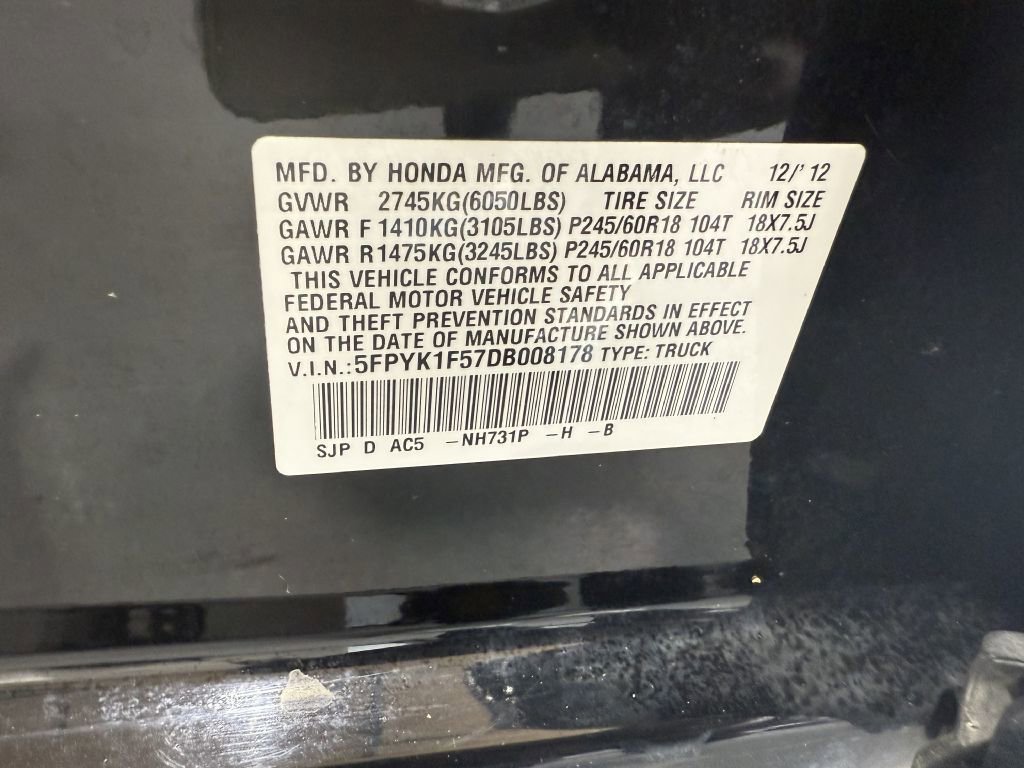 MFD. BY HONDA MFG. OF ALABAMA, LLC 12/'12
GVWR 2745KG(6050LBS) TIRE SIZE RIM SIZE
GAWR F 1410KG(3105LBS) P245/60R18 104T 18X7.5J
GAWR R1475KG(3245LBS) P245/60R18 104T 18X7.5J
THIS VEHICLE CONFORMS TO ALL APPLICABLE
FEDERAL MOTOR VEHICLE SAFETY
AND THEFT PREVENTION STANDARDS IN EFFECT
ON THE DATE OF MANUFACTURE SHOWN ABOVE.
V.I.N.:5FPYK1F57DB008178 TYPE: TRUCK
SJP D AC5 -NH731P -H -B